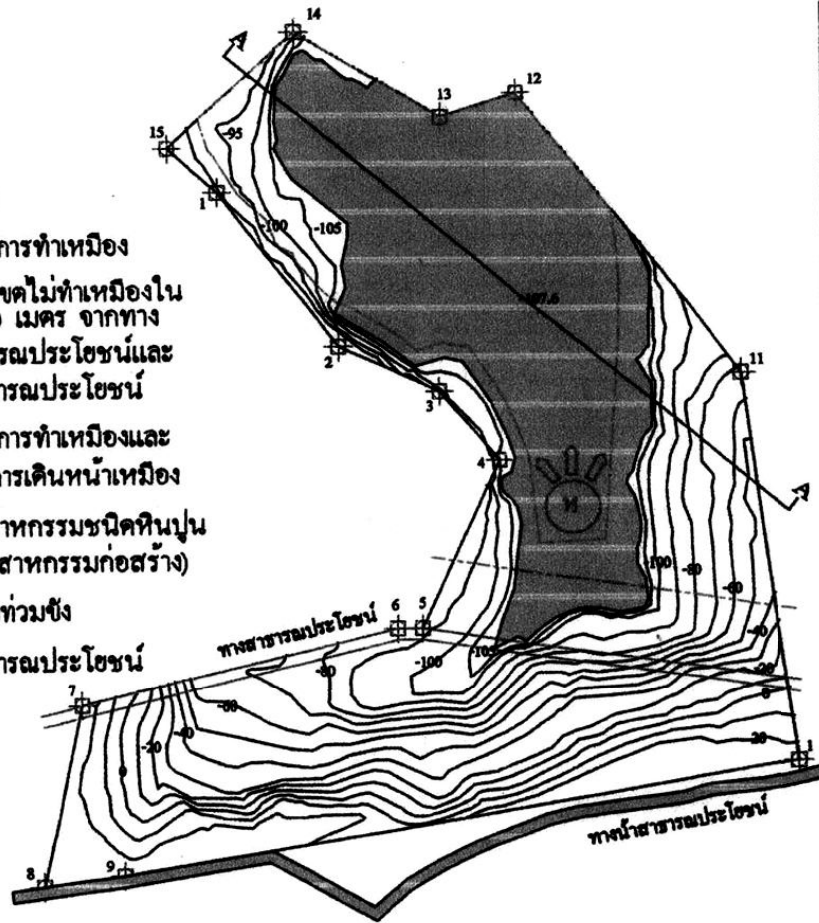 14
A
12
13
15
-95
1
-100
-105
การทำเหมือง
ขตไม่ทำเหมืองใน
เมตร จากทาง
รณประโยชน์และ
ารณประโยชน์
-107.6
2
11
3
การทำเหมืองและ
การเดินหน้าเหมือง
4
A
าหกรรมชนิดหินปูน
สาหกรรมก่อสร้าง)
-100
-80
-60
ท่วมขัง
ทางสาธารณประโยชน์
6
5
-40
ารณประโยชน์
-80
-100
-105
-20
0
7
-60
-40
-20
0
20
1
ทางน้ำสาธารณประโยชน์
9
8